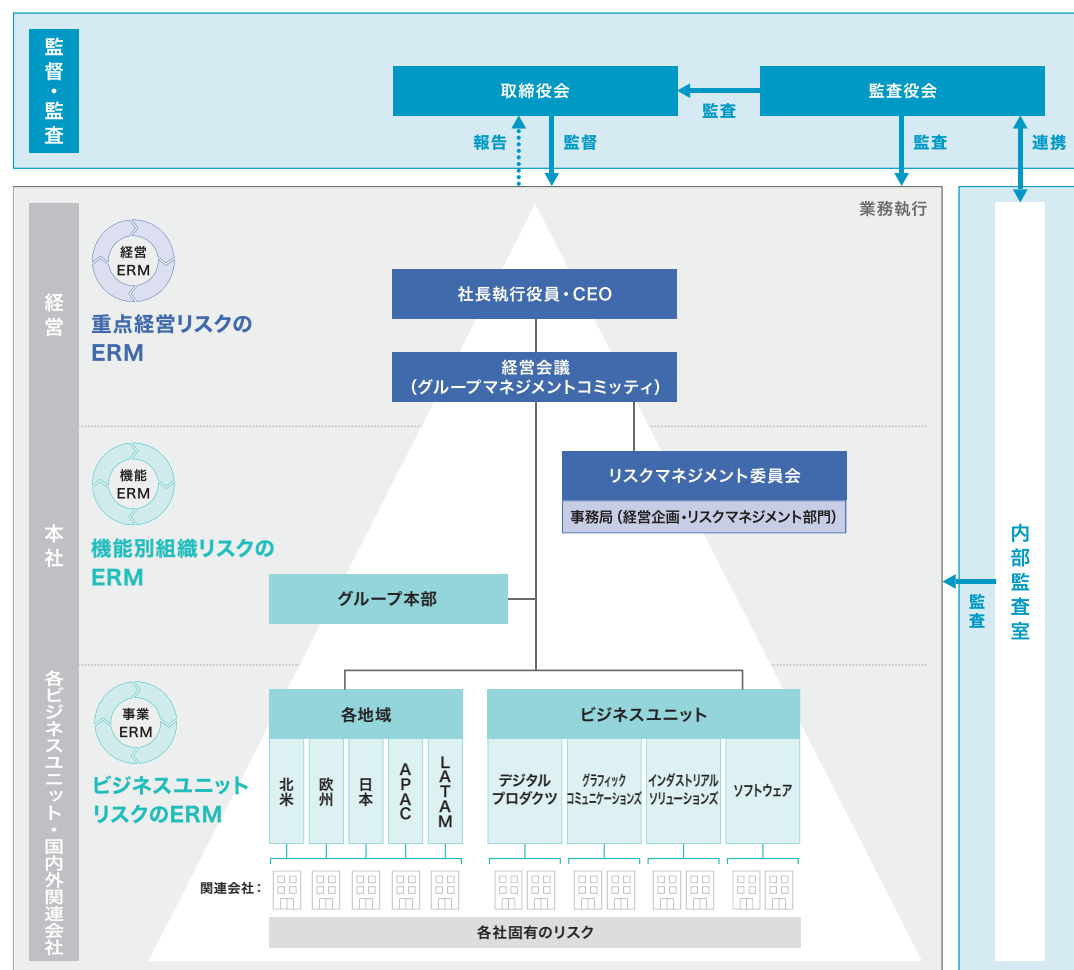 監督・監査
取締役会
監査役会
監査
報告
監督
監査
連携
業務執行
経営
経営
ERM
重点経営リスクの
ERM
社長執行役員・CEO
経営会議
(グループマネジメントコミッティ)
本社
機能
ERM
機能別組織リスクの
ERM
リスクマネジメント委員会
事務局(経営企画・リスクマネジメント部門)
グループ本部
内部監査室
監査
各ビジネスユニット・国内外関連会社
事業
ERM
ビジネスユニット
リスクのERM
各地域
北米
欧州
日本
APAC
LATAM
ビジネスユニット
デジタル
プロダクツ
グラフィック
コミュニケーションズ
インダストリアル
ソリューションズ
ソフトウェア
関連会社:
各社固有のリスク